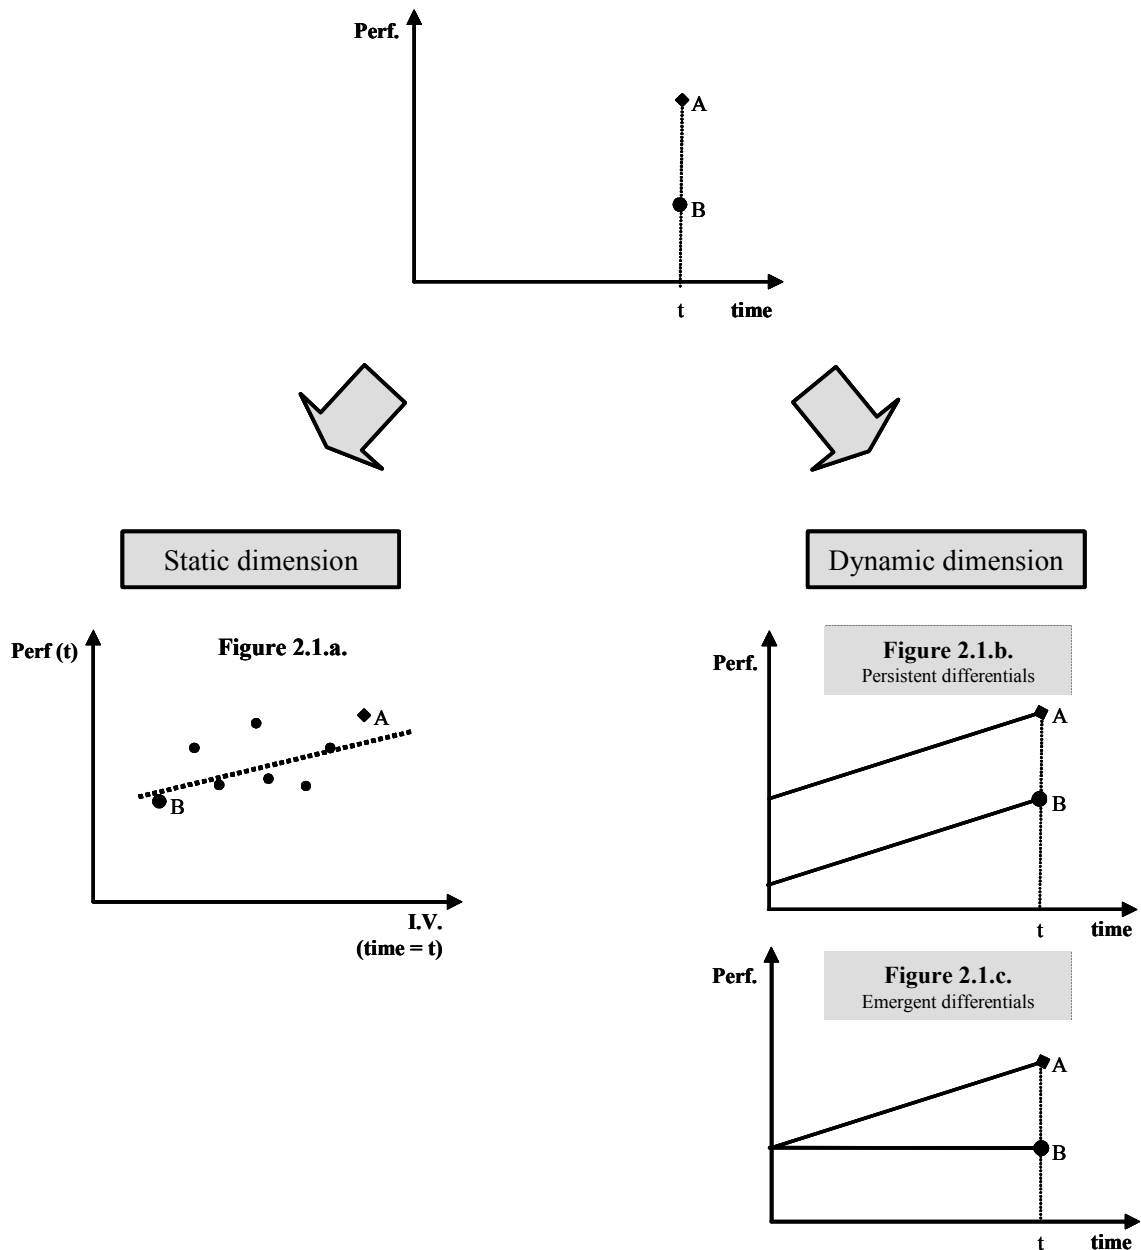 Perf.
A
B
t
time
Static dimension
Dynamic dimension
Perf (t)
Figure 2.1.a.
A
B
I.V.
(time = t)
Perf.
Figure 2.1.b.
Persistent differentials
A
B
t
time
Perf.
Figure 2.1.c.
Emergent differentials
A
B
t
time